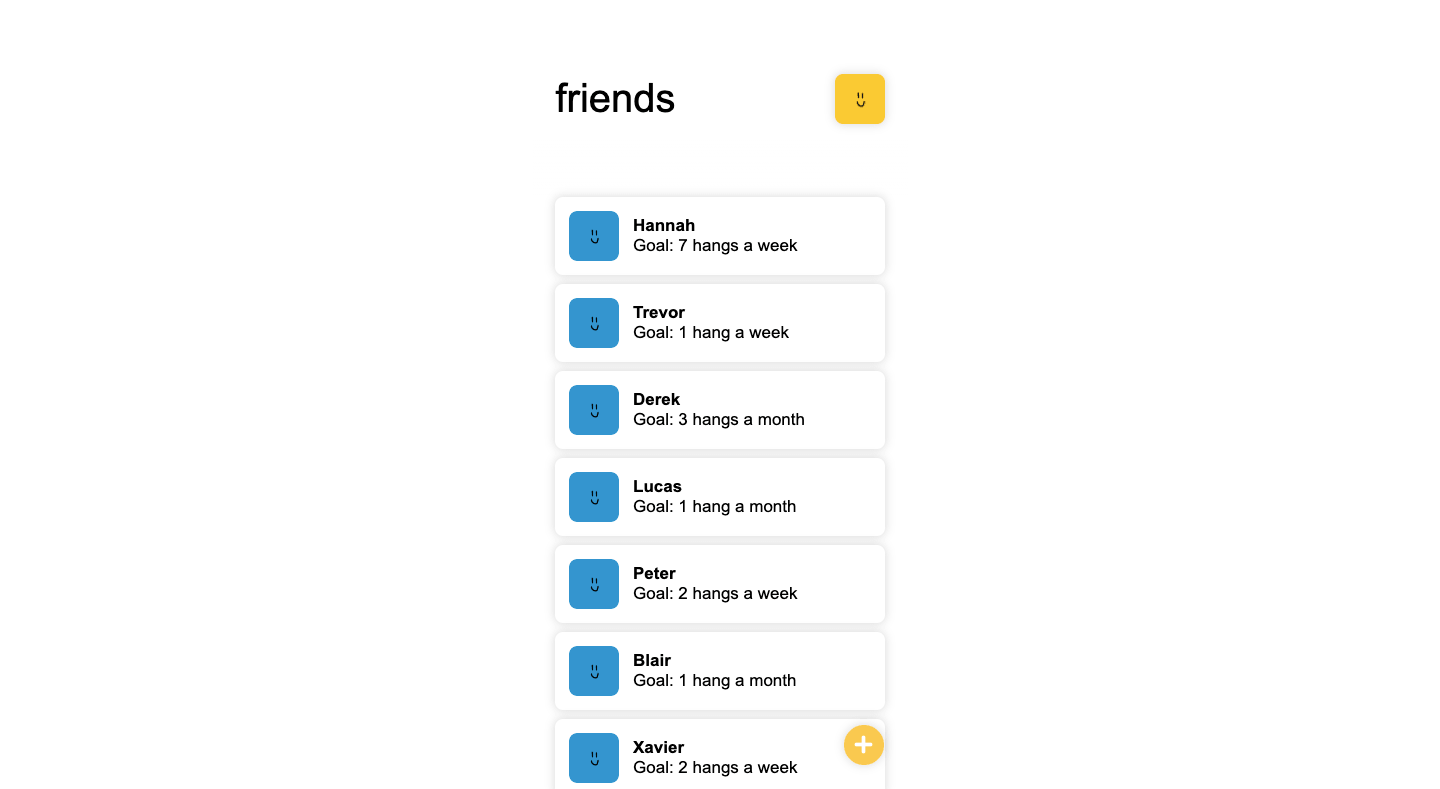 friends
Hannah
Goal: 7 hangs a week
Trevor
Goal: 1 hang a week
Derek
Goal: 3 hangs a month
Lucas
Goal: 1 hang a month
Peter
Goal: 2 hangs a week
Blair
Goal: 1 hang a month
Xavier
Goal: 2 hangs a week